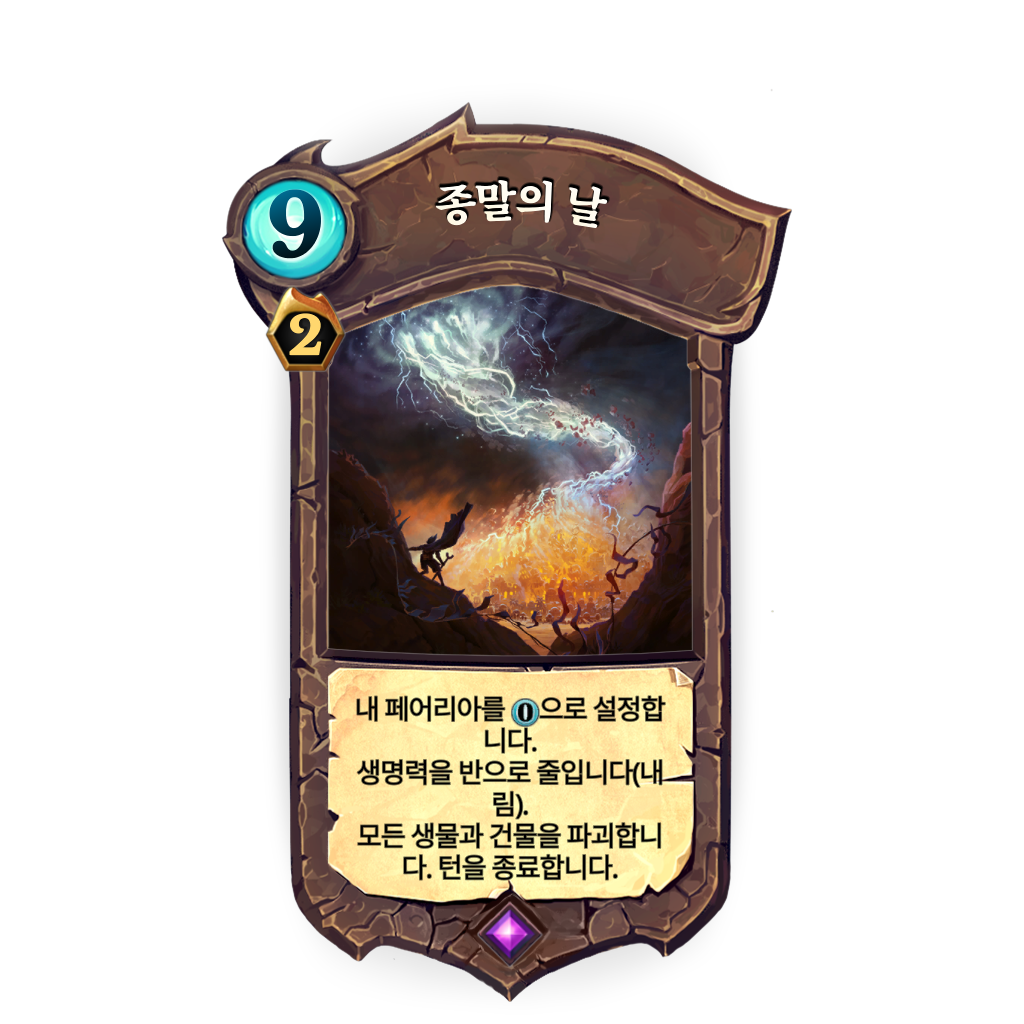 9
종말의 날
2
내 페어리아를 0으로 설정합
니다.
생명력을 반으로 줄입니다(내
림).
모든 생물과 건물을 파괴합니
다. 턴을 종료합니다.